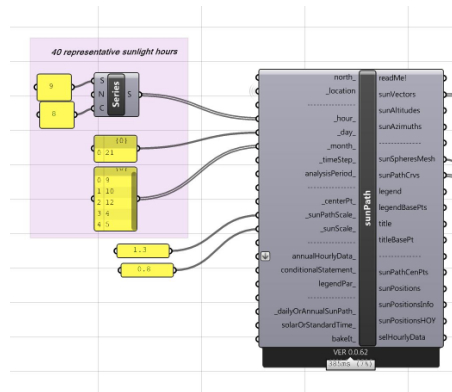 40 representative sunlight hours
9
8
S
N
C
Series
S
{0}
0 21
{0}
0 9
1 10
2 12
3 6
4 5
1.3
0.8
north_
_location
_hour_
_day_
_month_
_timeStep_
analysisPeriod_
_centerPt_
_sunPathScale_
_sunScale_
annualHourlyData_
conditionalStatement_
legendPar_
_dailyOrAnnualSunPath_
solarOrStandardTime_
bakeIt_
sunPath
readMe!
sunVectors
sunAltitudes
sunAzimuths
sunSpheresMesh
sunPathCrvs
legend
legendBasePts
title
titleBasePt
sunPathCenPts
sunPositions
sunPositionsInfo
sunPositionsHOY
selHourlyData
VER 0.0.62